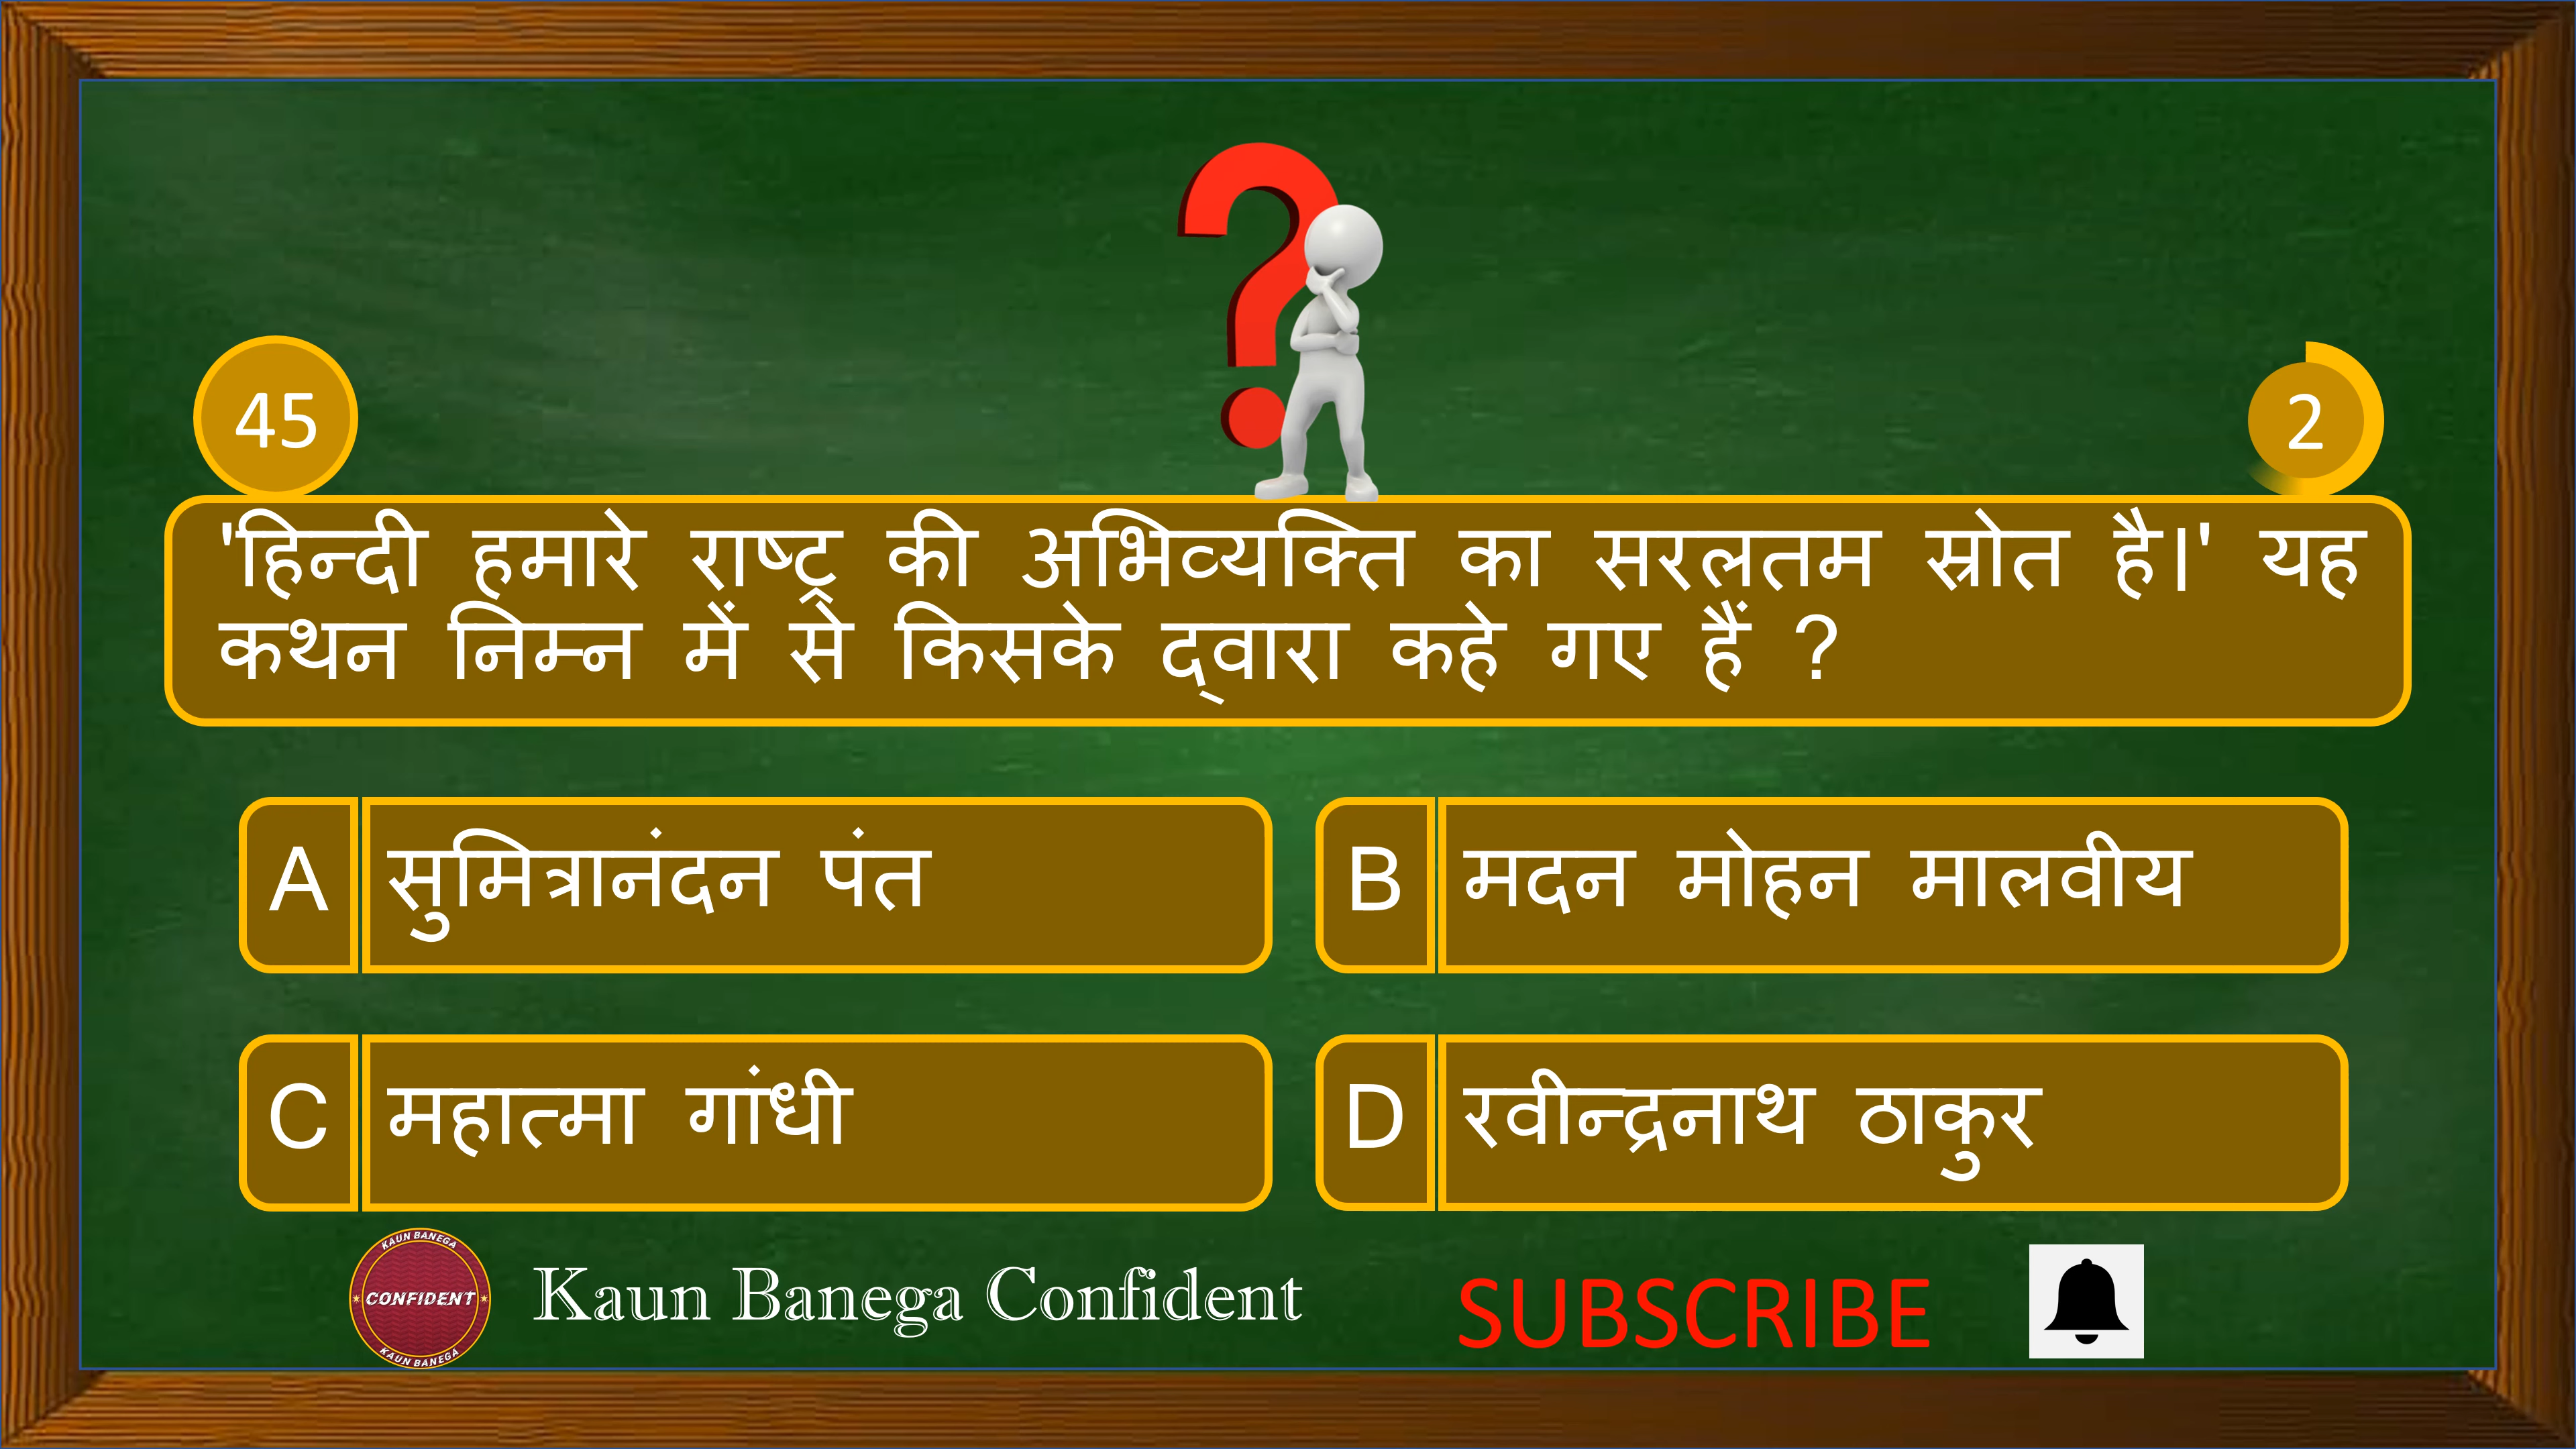 45
2
'हिन्दी हमारे राष्ट्र की अभिव्यक्ति का सरलतम स्रोत है।' यह
कथन निम्न में से किसके द्वारा कहे गए हैं ?
A सुमित्रानंदन पंत
B मदन मोहन मालवीय
C महात्मा गांधी
D रवीन्द्रनाथ ठाकुर
KAUN BANEGA
CONFIDENT
KAUN BANEGA
Kaun Banega Confident
SUBSCRIBE